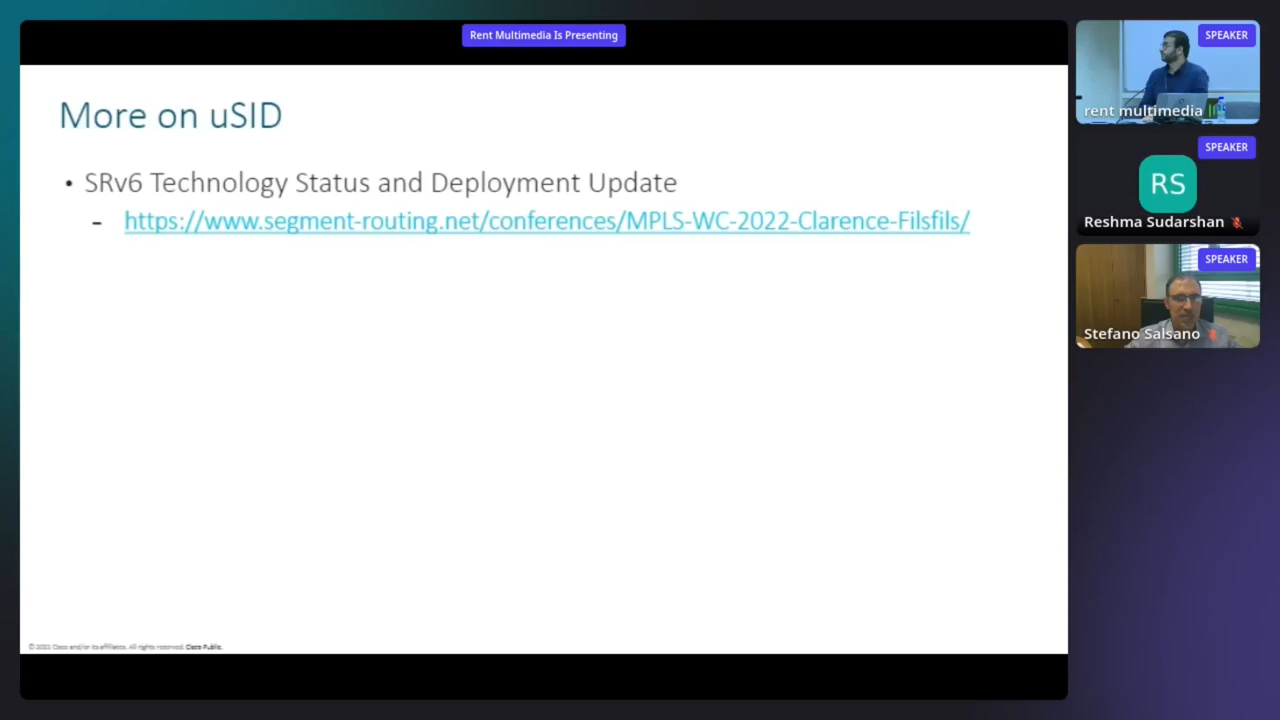 Rent Multimedia Is Presenting
More on uSID
• SRv6 Technology Status and Deployment Update
- https://www.segment-routing.net/conferences/MPLS-WC-2022-Clarence-Filsfils/
Cisco and/or its affiliates. All rights reserved. Cisco Public.
SPEAKER
rent multimedia
SPEAKER
RS
Reshma Sudarshan
SPEAKER
Stefano Salsano